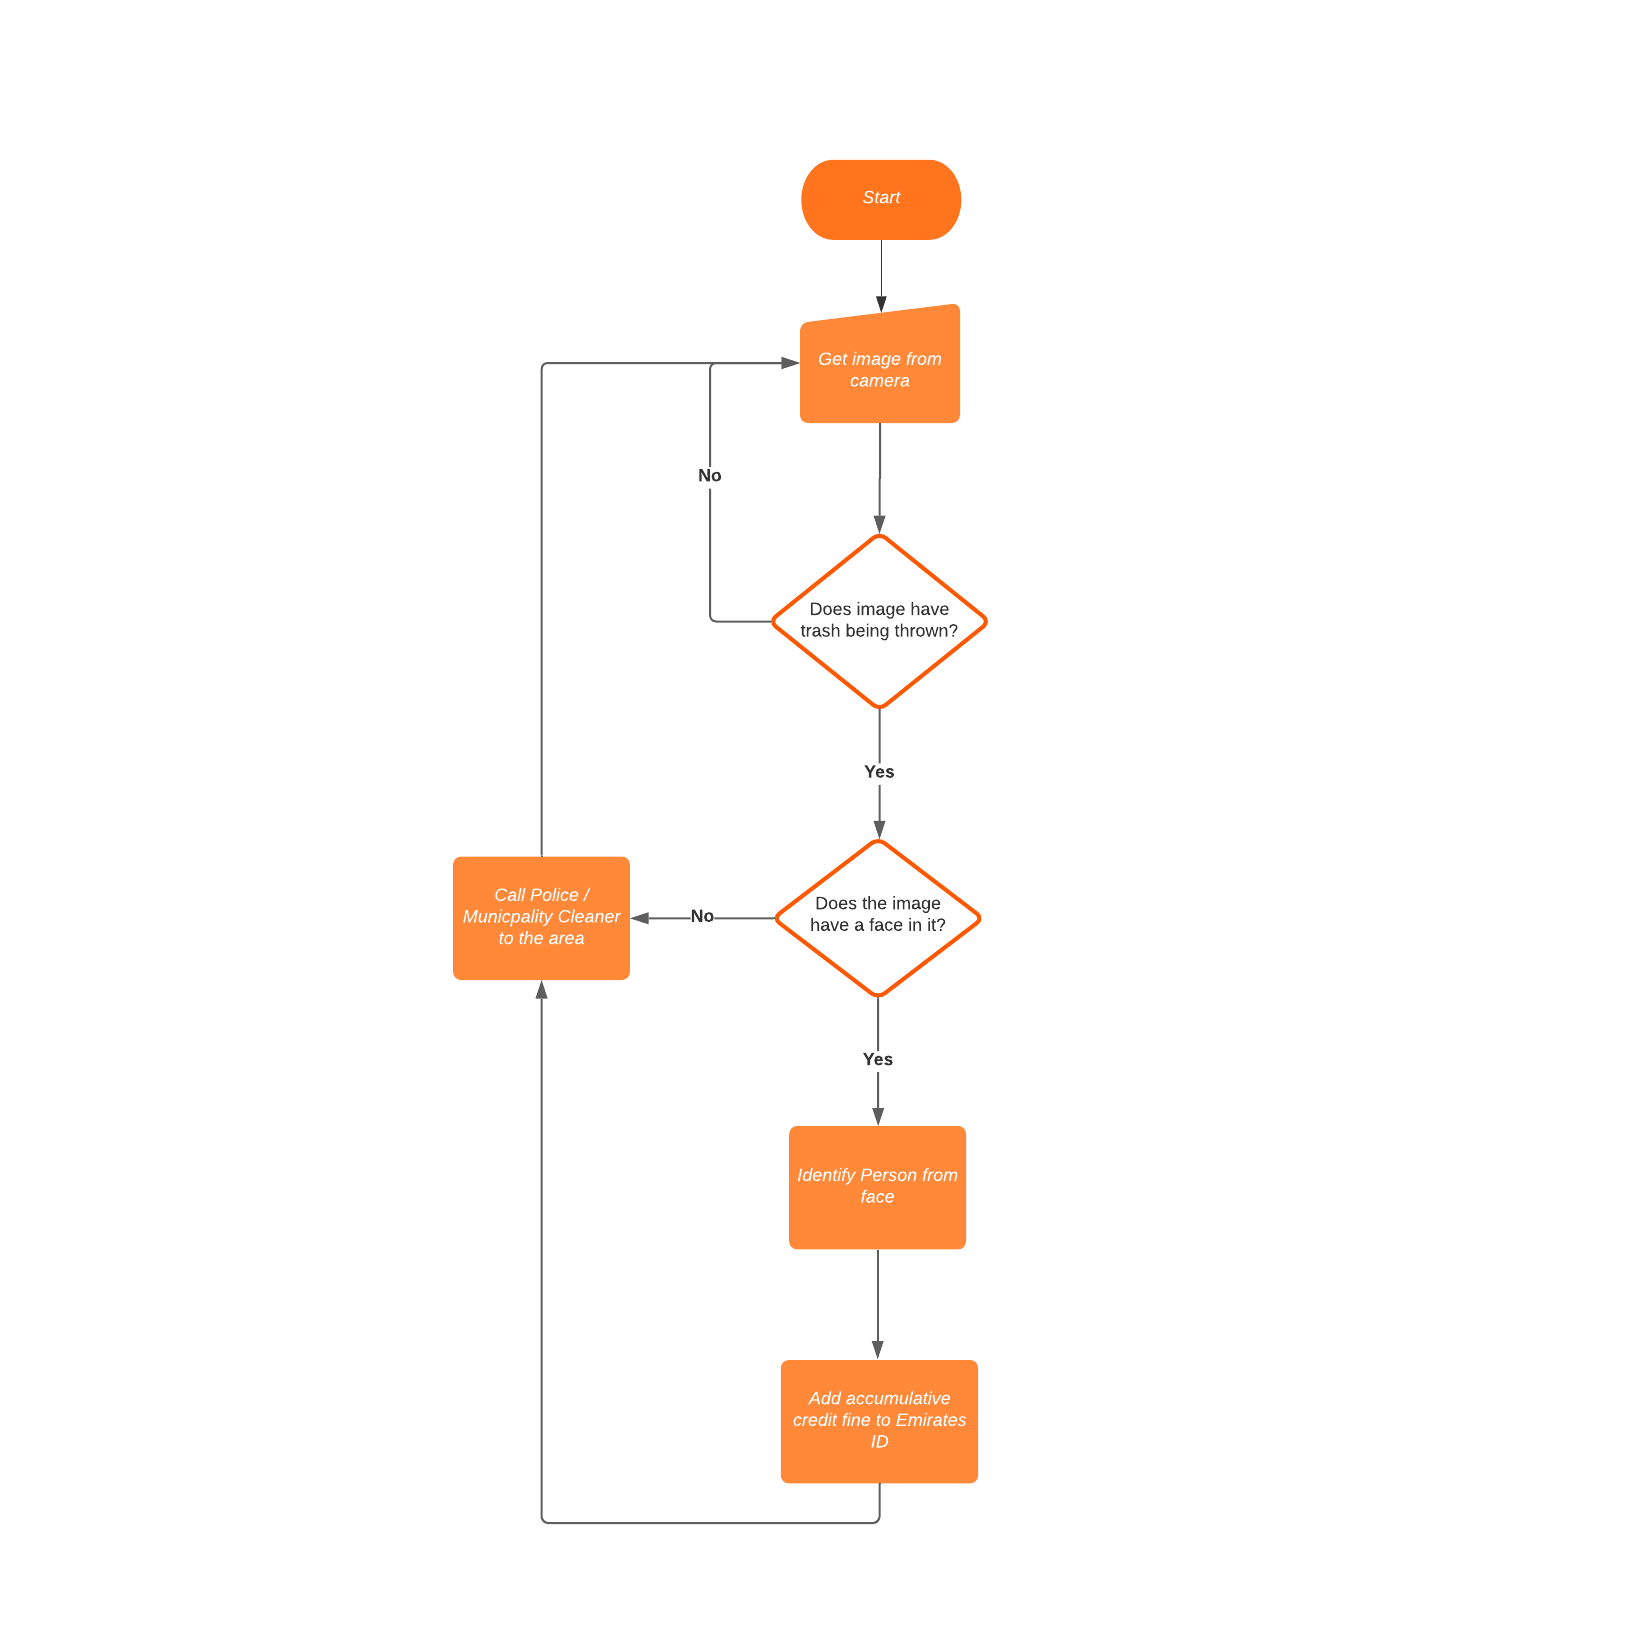 Start
Get image from
camera
No
Does image have
trash being thrown?
Yes
Call Police /
Municpality Cleaner
to the area
No
Does the image
have a face in it?
Yes
Identify Person from
face
Add accumulative
credit fine to Emirates
ID